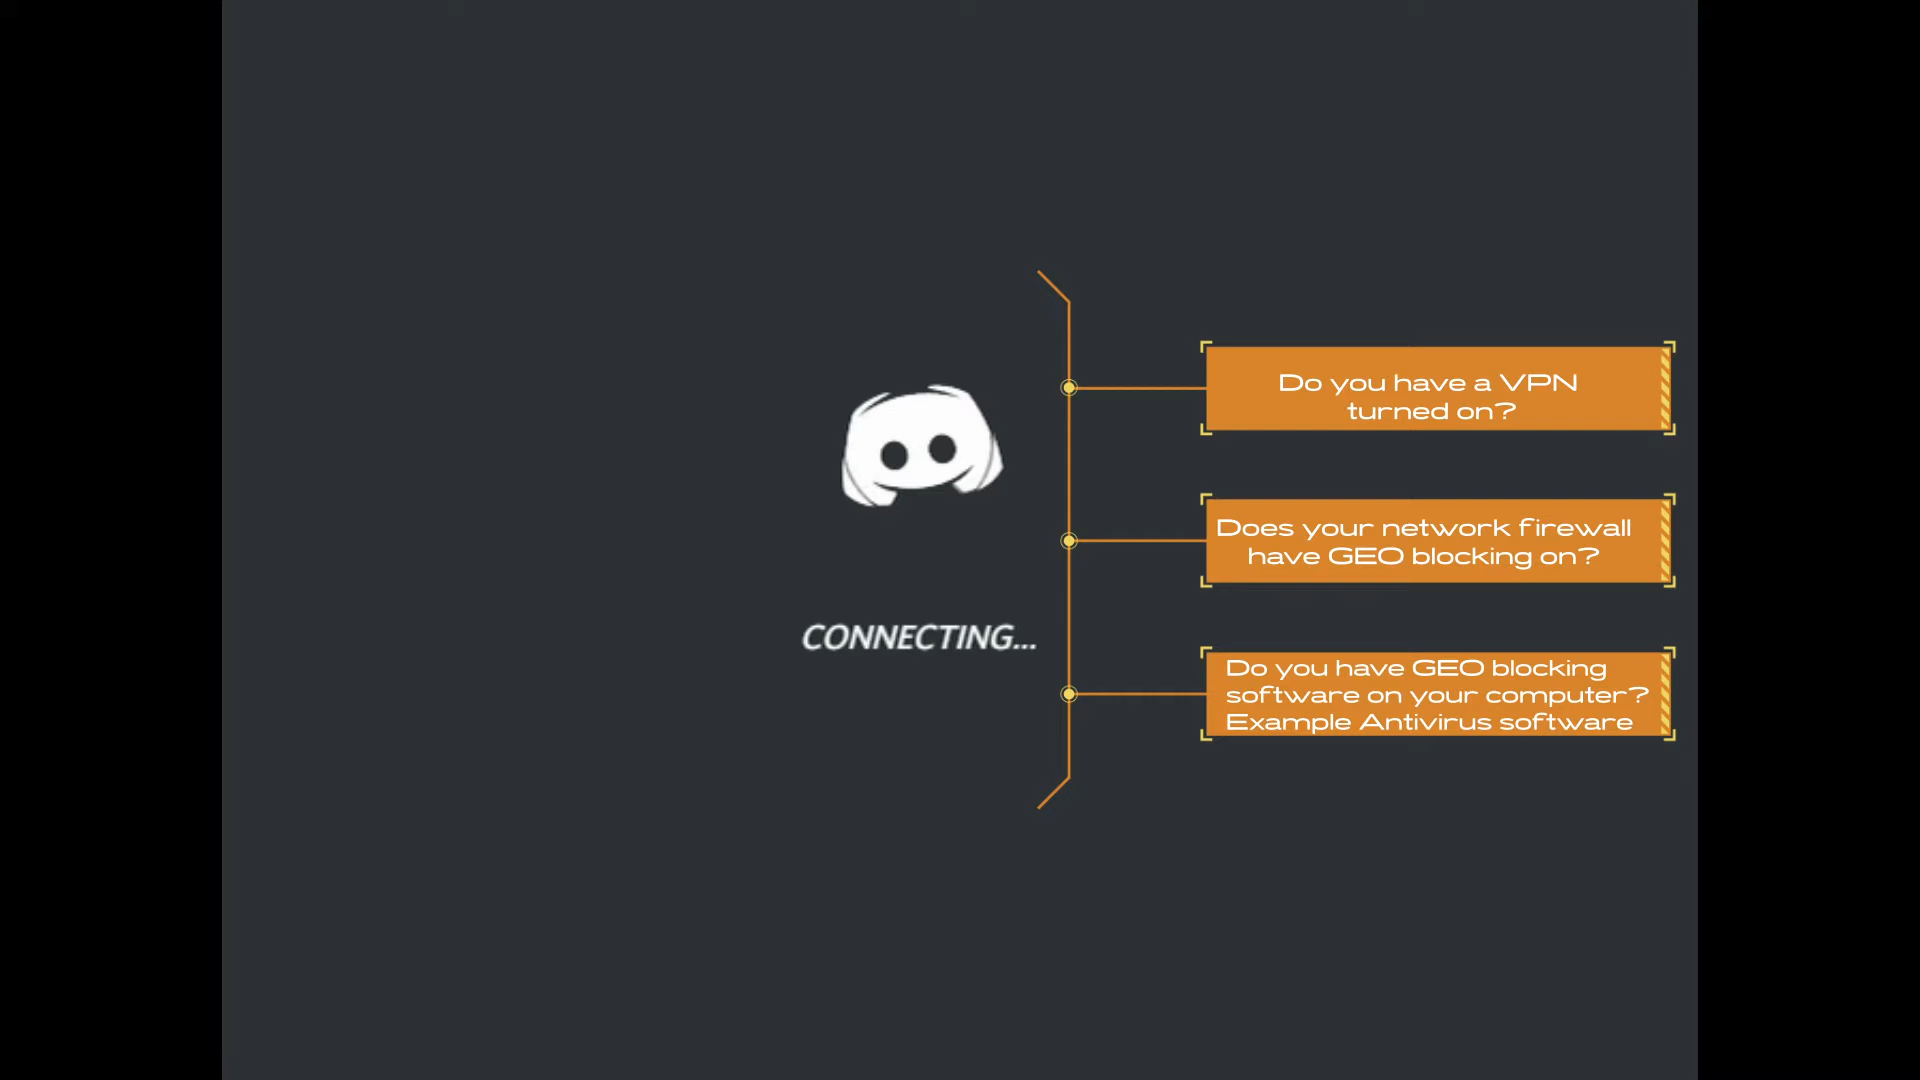 CONNECTING...
Do you have a VPN
turned on?
Does your network firewall
have GEO blocking on?
Do you have GEO blocking
software on your computer?
Example Antivirus software